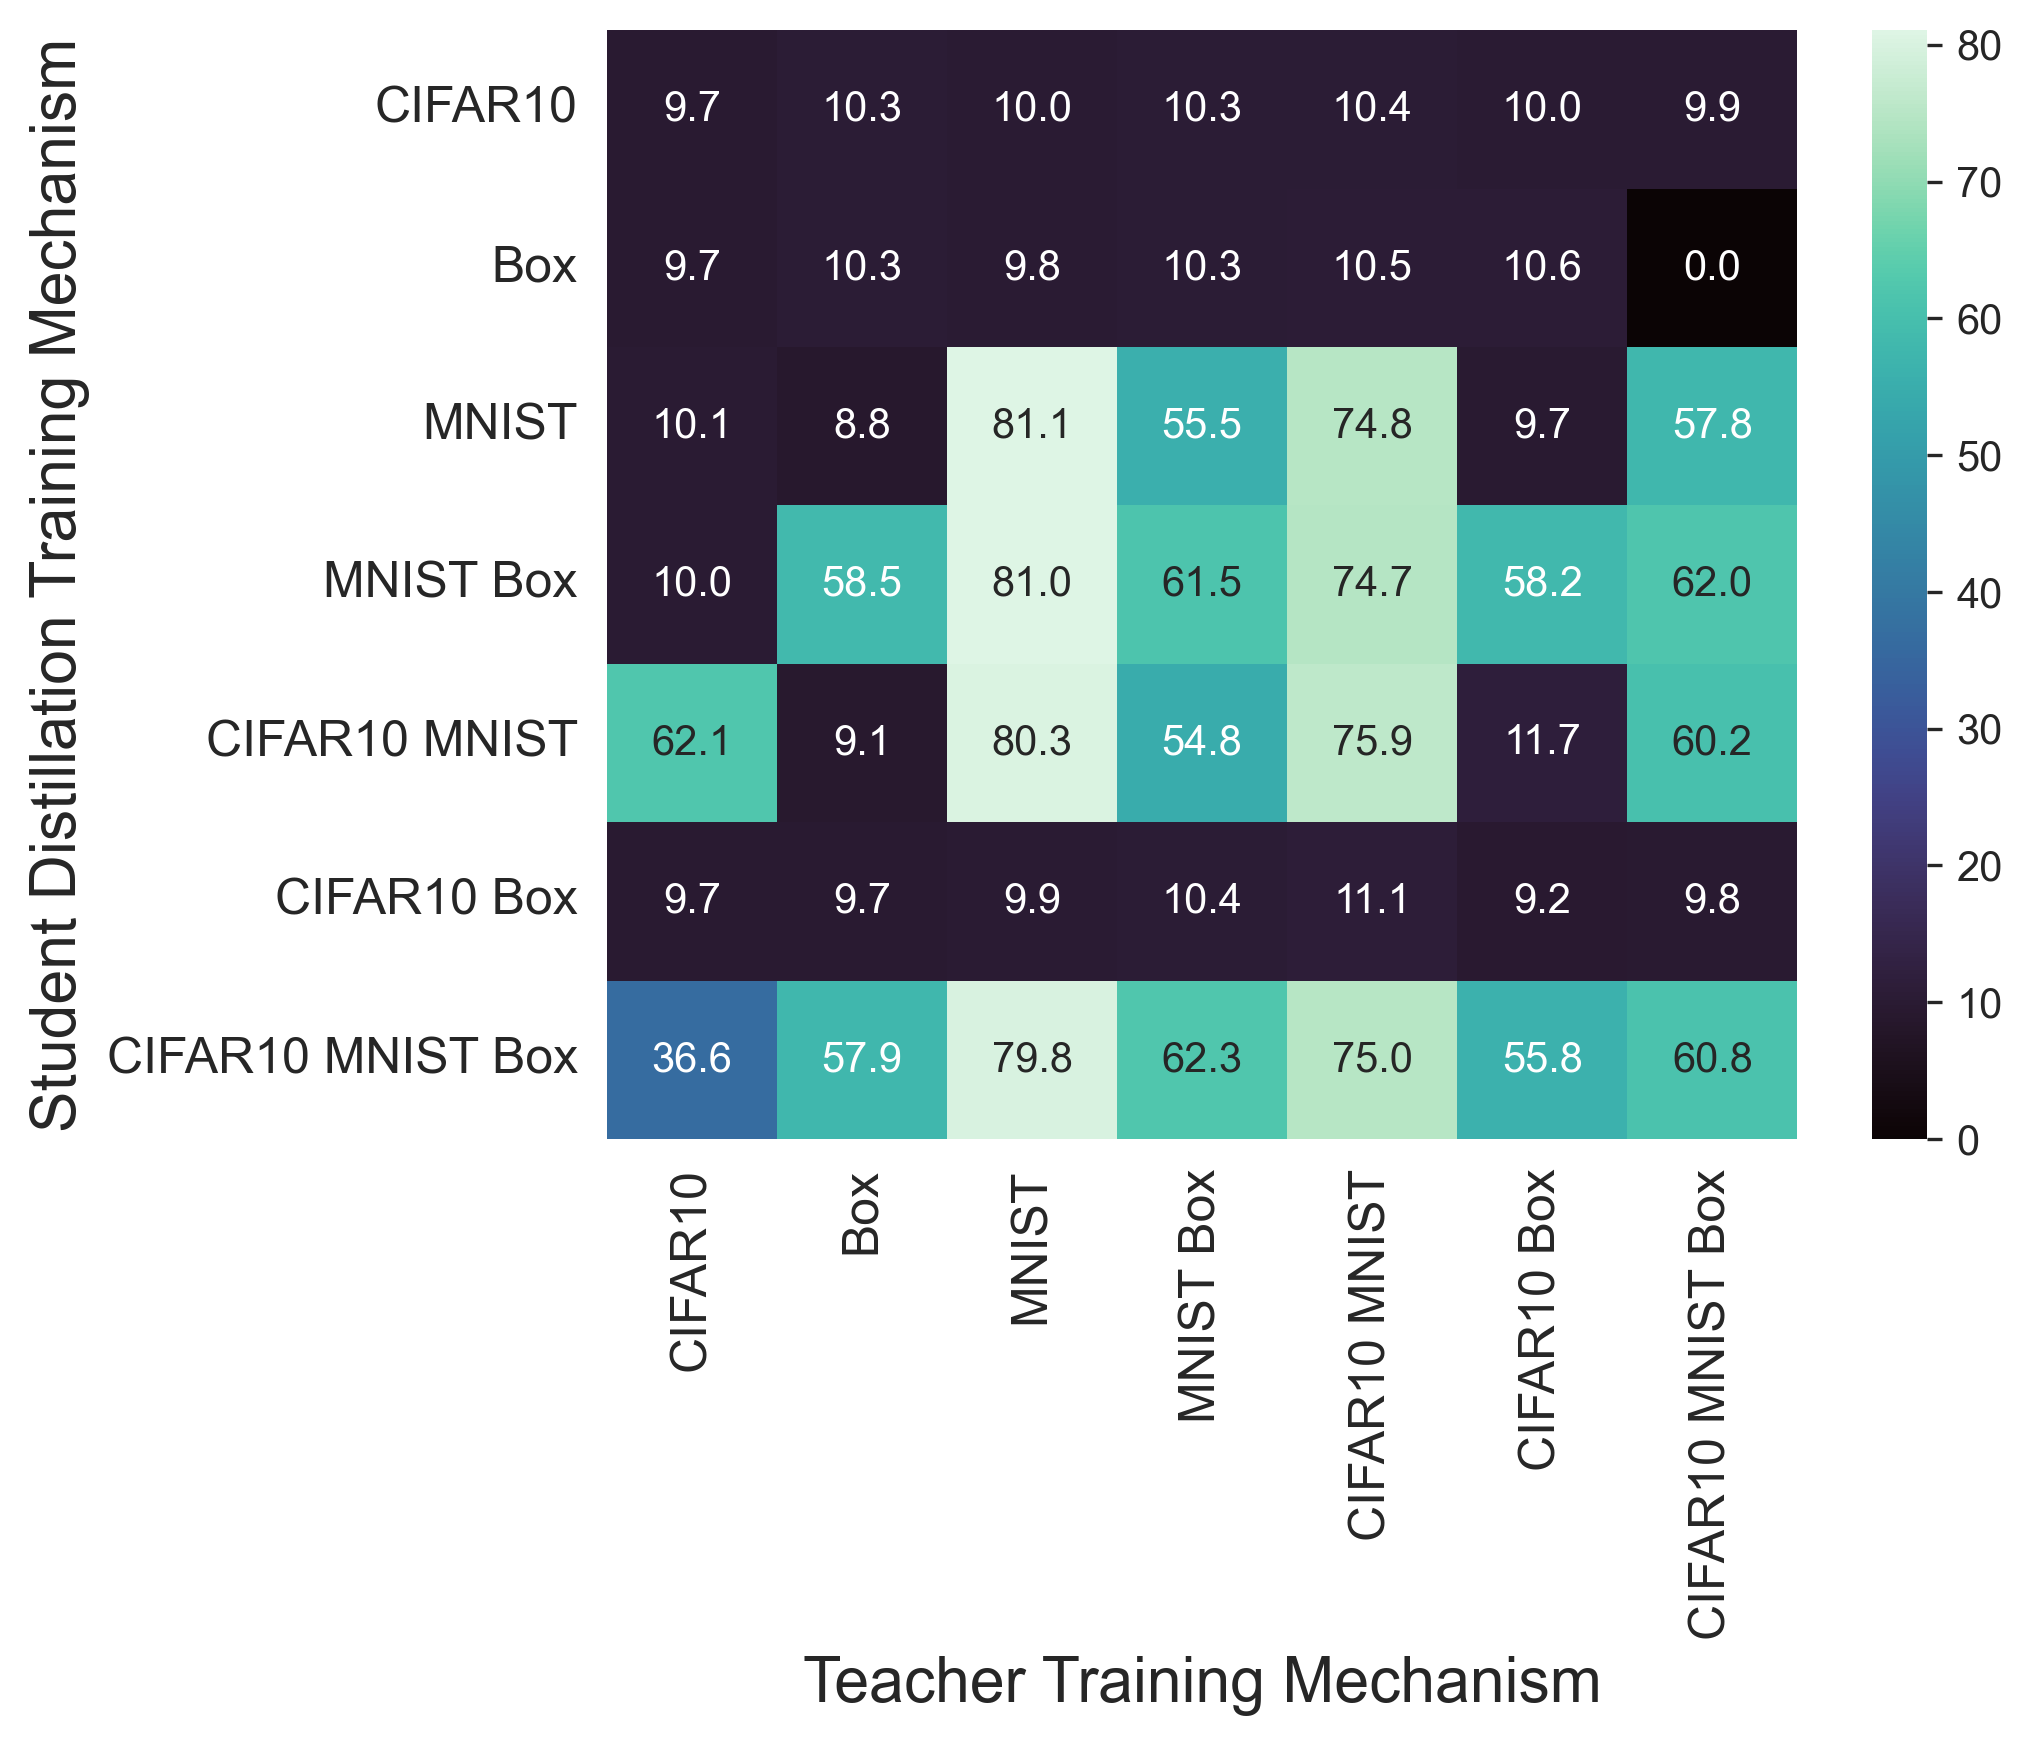 Student Distillation Training Mechanism
CIFAR10 9.7 10.3 10.0 10.3 10.4 10.0 9.9
Box 9.7 10.3 9.8 10.3 10.5 10.6 0.0
MNIST 10.1 8.8 81.1 55.5 74.8 9.7 57.8
MNIST Box 10.0 58.5 81.0 61.5 74.7 58.2 62.0
CIFAR10 MNIST 62.1 9.1 80.3 54.8 75.9 11.7 60.2
CIFAR10 Box 9.7 9.7 9.9 10.4 11.1 9.2 9.8
CIFAR10 MNIST Box 36.6 57.9 79.8 62.3 75.0 55.8 60.8
80
70
60
50
40
30
20
10
0
CIFAR10
Box
MNIST
MNIST Box
CIFAR10 MNIST
CIFAR10 Box
CIFAR10 MNIST Box
Teacher Training Mechanism